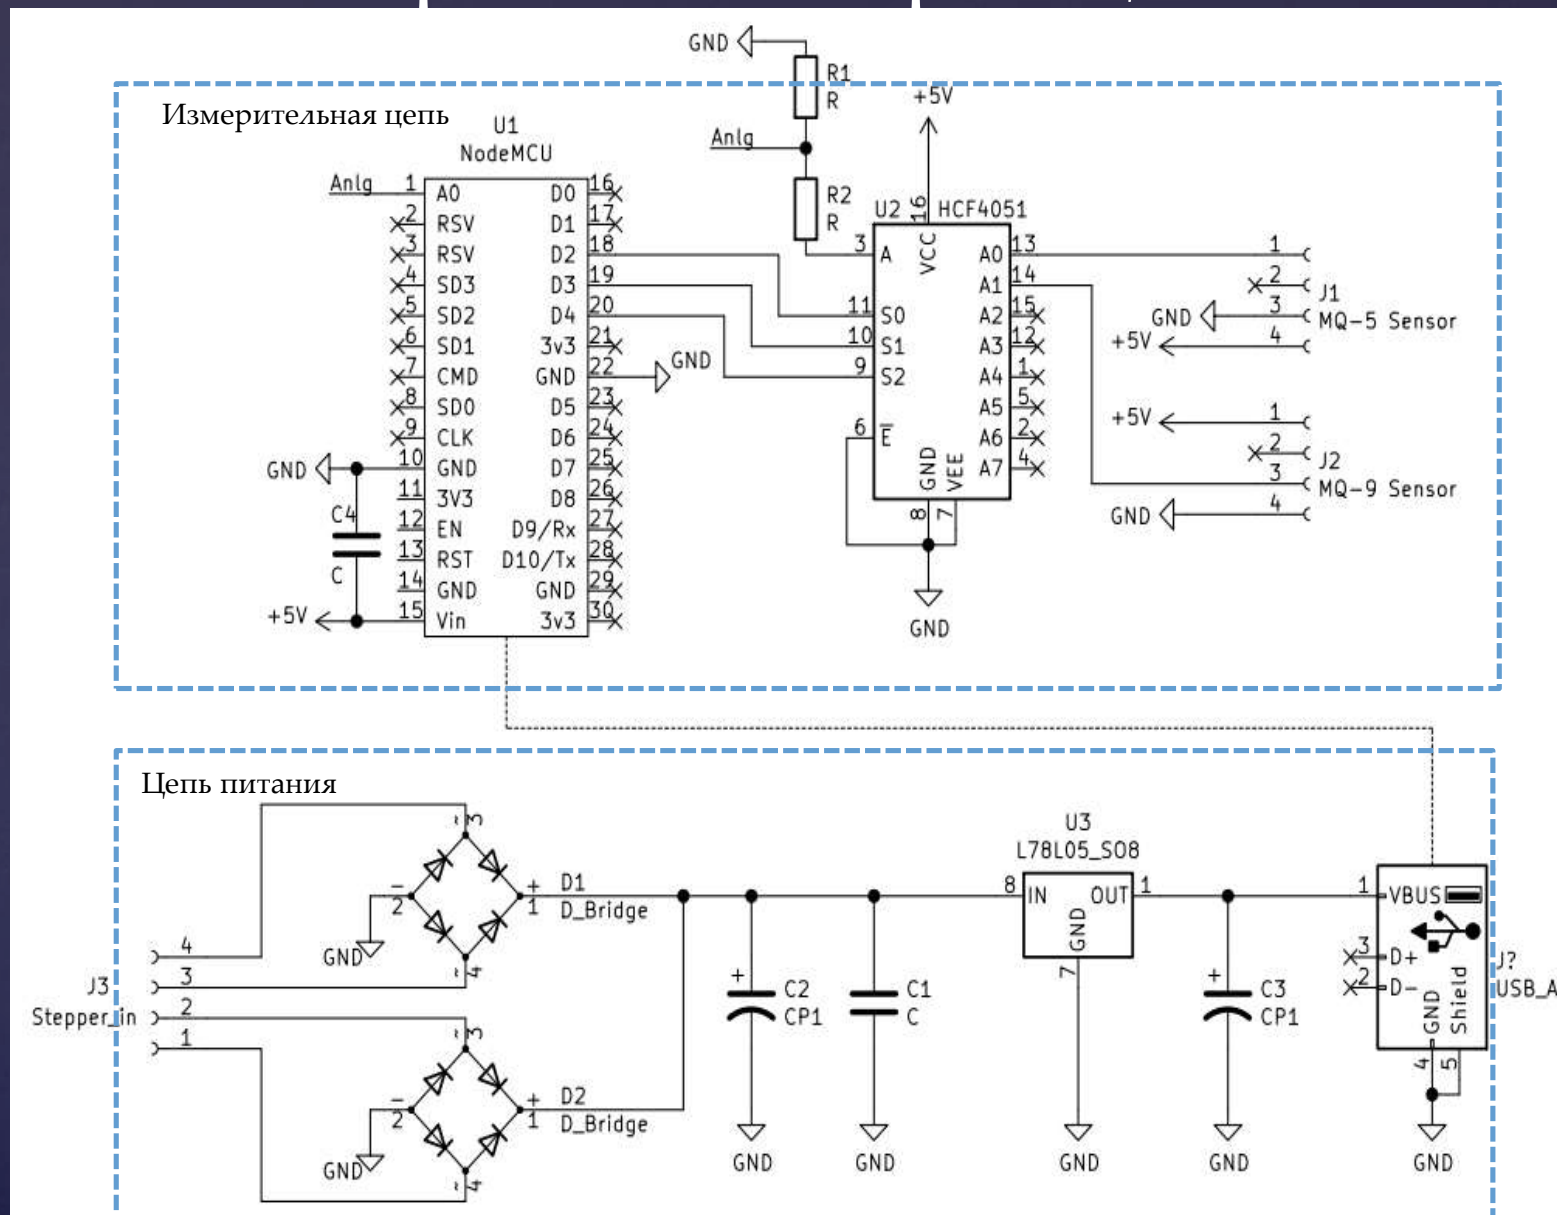 GND
R1
R
+5V
Измерительная цепь
U1
NodeMCU
Anlg
Anlg 1 A0 D0 16
2 RSV D1 17
3 RSV D2 18
4 SD3 D3 19
5 SD2 D4 20
6 SD1 3v3 21
7 CMD GND 22 GND
8 SD0 D5 23
9 CLK D6 24
GND 10 GND D7 25
11 3V3 D8 26
12 EN D9/Rx 27
13 RST D10/Tx 28
14 GND GND 29
+5V 15 Vin 3v3 30
C4
C
R2
R
U2 HCF4051
16 VCC
3 A A0 13
A1 14
11 S0 A2 15
10 S1 A3 12
9 S2 A4 1
A5 5
6 E̅ A6 2
A7 4
GND VEE
8 7
GND
1
2
GND 3
+5V 4
J1
MQ-5 Sensor
+5V 1
2
3
GND 4
J2
MQ-9 Sensor
Цепь питания
~ 3
- 2
+ 1
~ 4
D1
D_Bridge
GND
4
3
2
1
J3
Stepper_in
~ 3
- 2
+ 1
~ 4
D2
D_Bridge
GND
+ C2
CP1
GND
C1
C
GND
U3
L78L05_SO8
8 IN OUT 1
GND
7
GND
+ C3
CP1
GND
1 VBUS
3 D+
2 D-
GND Shield
4 5
J?
USB_A
GND